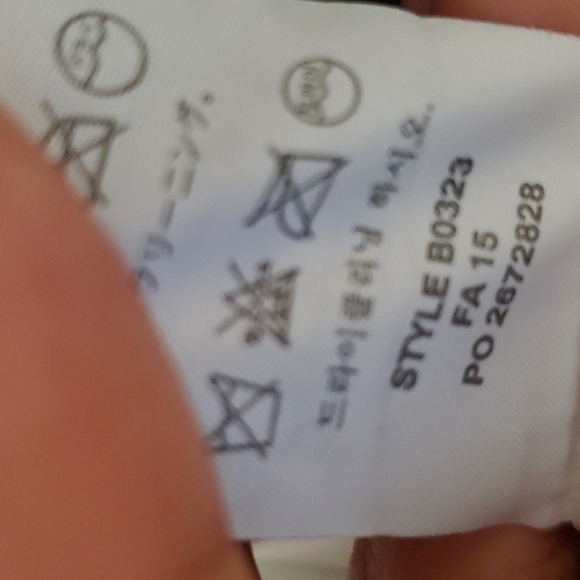 クリーニング。
드라이클리닝 하시오.
STYLE B0323
FA 15
PO 2672828